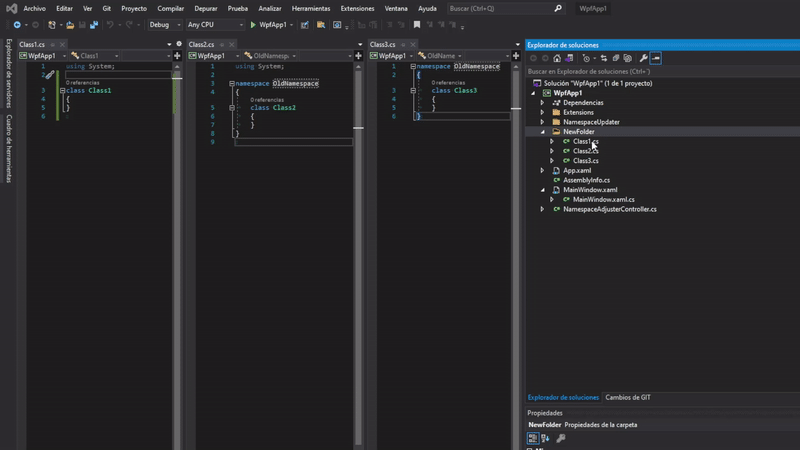 Archivo Editar Ver Git Proyecto Compilar Depurar Prueba Analizar Herramientas Extensiones Ventana Ayuda Buscar (Ctrl+Q) WpfApp1
Debug Any CPU WpfApp1
Explorador de servidores
Cuadro de herramientas
Class1.cs
WpfApp1 Class1
1 using System;
2
0 referencias
3 class Class1
4 {
5 }
6
Class2.cs
WpfApp1 OldNamespa
1 using System;
2
3 namespace OldNamespace
4 {
0 referencias
5 class Class2
6 {
7 }
8 }
9
Class3.cs
WpfApp1 OldName
1 namespace OldNamespace
2 {
0 referencias
3 class Class3
4 {
5 }
6 }
Explorador de soluciones
Buscar en Explorador de soluciones (Ctrl+´)
Solución "WpfApp1" (1 de 1 proyecto)
WpfApp1
Dependencias
Extensions
NamespaceUpdater
NewFolder
Class1.cs
Class2.cs
Class3.cs
App.xaml
AssemblyInfo.cs
MainWindow.xaml
MainWindow.xaml.cs
NamespaceAdjusterController.cs
Explorador de soluciones Cambios de GIT
Propiedades
NewFolder Propiedades de la carpeta